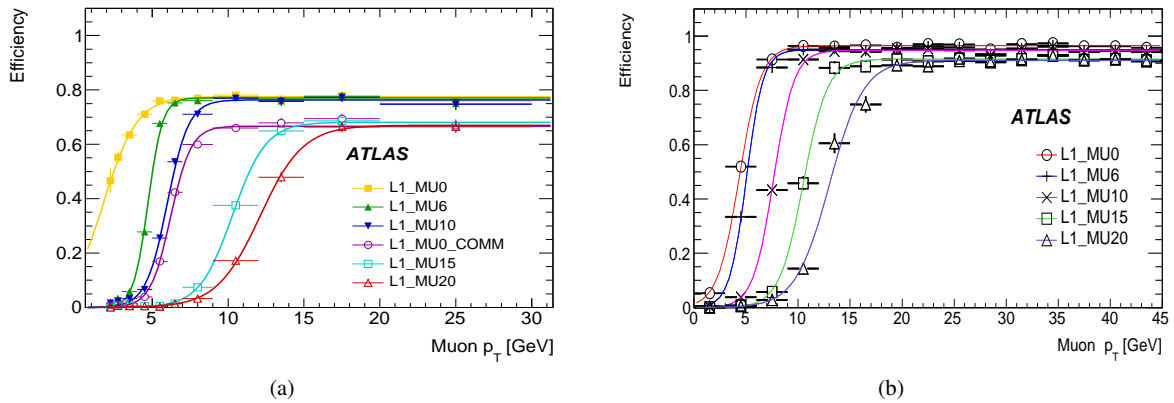 Efficiency
1
0.8
0.6
0.4
0.2
0
5 10 15 20 25 30
Muon p_T [GeV]
ATLAS
L1_MU0
L1_MU6
L1_MU10
L1_MU0_COMM
L1_MU15
L1_MU20
(a)
Efficiency
1
0.8
0.6
0.4
0.2
0
0 5 10 15 20 25 30 35 40 45
Muon p_T [GeV]
ATLAS
L1_MU0
L1_MU6
L1_MU10
L1_MU15
L1_MU20
(b)